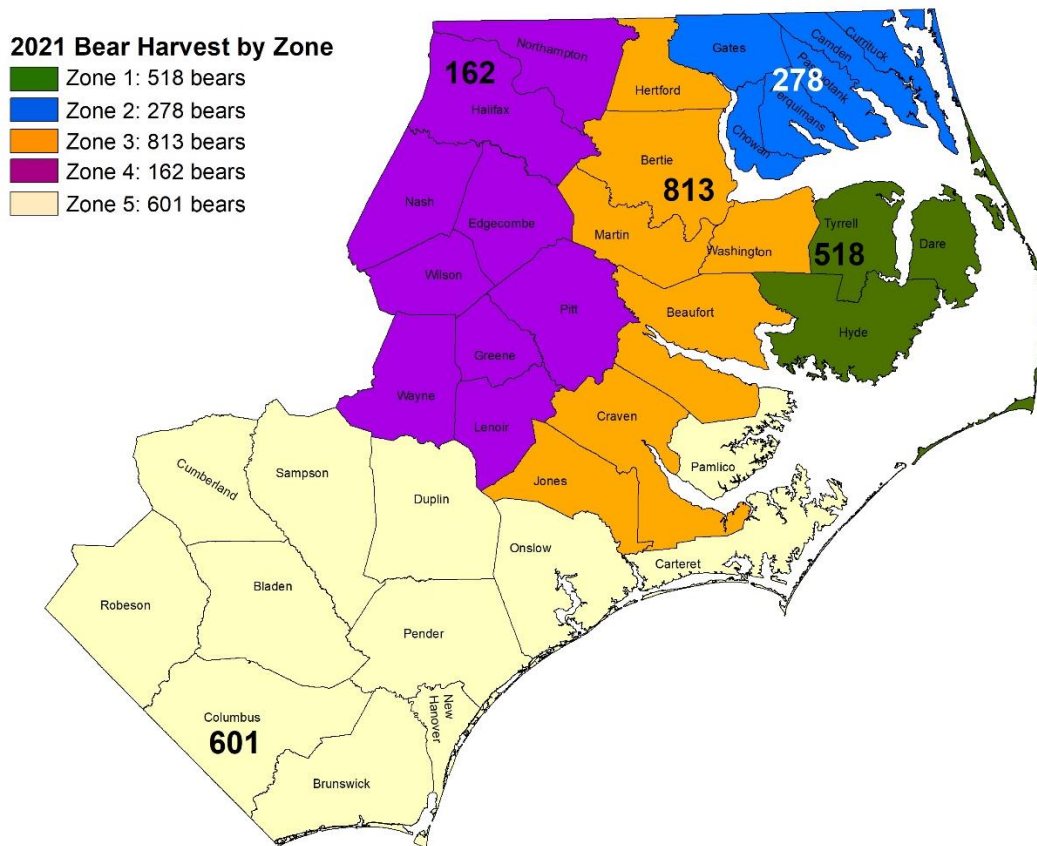 2021 Bear Harvest by Zone
Zone 1: 518 bears
Zone 2: 278 bears
Zone 3: 813 bears
Zone 4: 162 bears
Zone 5: 601 bears
Northampton
162
Halifax
Hertford
Gates
Camden
Currituck
Pasquotank
278
Perquimans
Chowan
Bertie
813
Nash
Edgecombe
Martin
Washington
Tyrrell
518
Dare
Wilson
Pitt
Beaufort
Hyde
Greene
Wayne
Lenoir
Craven
Pamlico
Jones
Cumberland
Sampson
Duplin
Onslow
Carteret
Robeson
Bladen
Pender
Columbus
601
New
Hanover
Brunswick